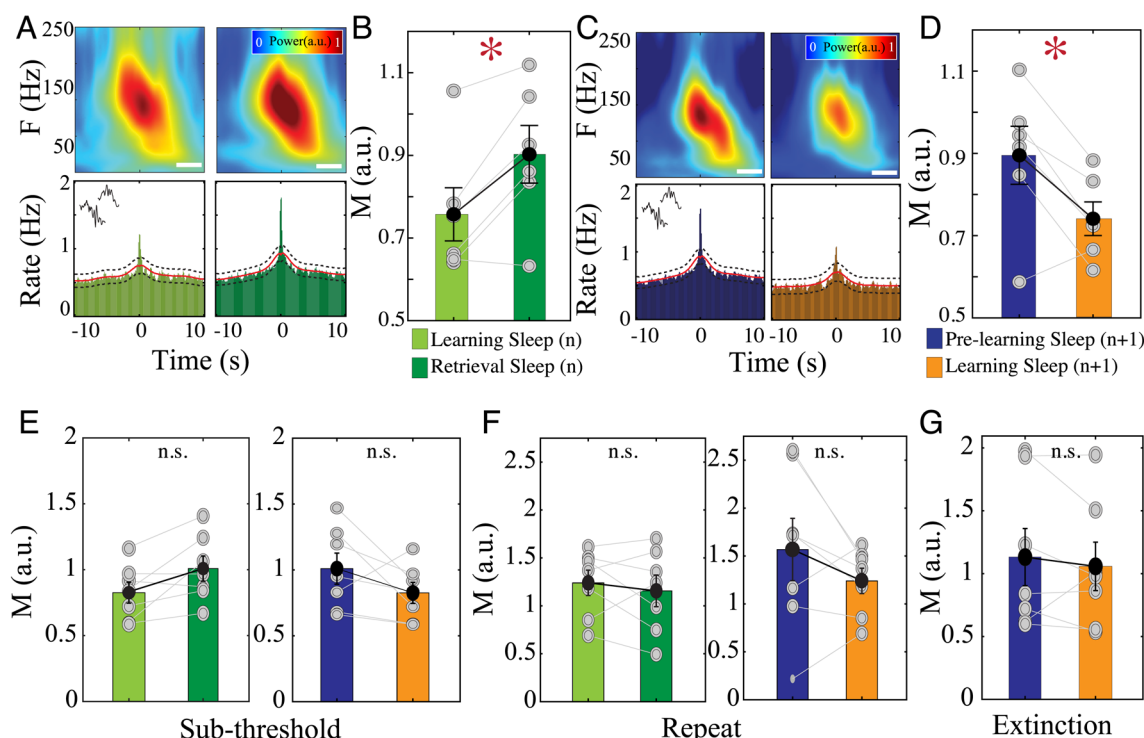 A
250
150
50
F (Hz)
0 Power(a.u.) 1
2
1
0
Rate (Hz)
-10 0 10
-10 0 10
Time (s)
B
1.1
0.9
0.7
0.5
M (a.u.)
*
Learning Sleep (n)
Retrieval Sleep (n)
C
250
150
50
F (Hz)
0 Power(a.u.) 1
2
1
0
Rate (Hz)
-10 0 10
-10 0 10
Time (s)
D
1.1
0.9
0.7
0.5
M (a.u.)
*
Pre-learning Sleep (n+1)
Learning Sleep (n+1)
E
2
1.5
1
0.5
0
M (a.u.)
n.s.
2
1.5
1
0.5
0
n.s.
Sub-threshold
F
2.5
2
1.5
1
0.5
0
M (a.u.)
n.s.
2.5
2
1.5
1
0.5
0
n.s.
Repeat
G
2
1.5
1
0.5
0
M (a.u.)
n.s.
Extinction